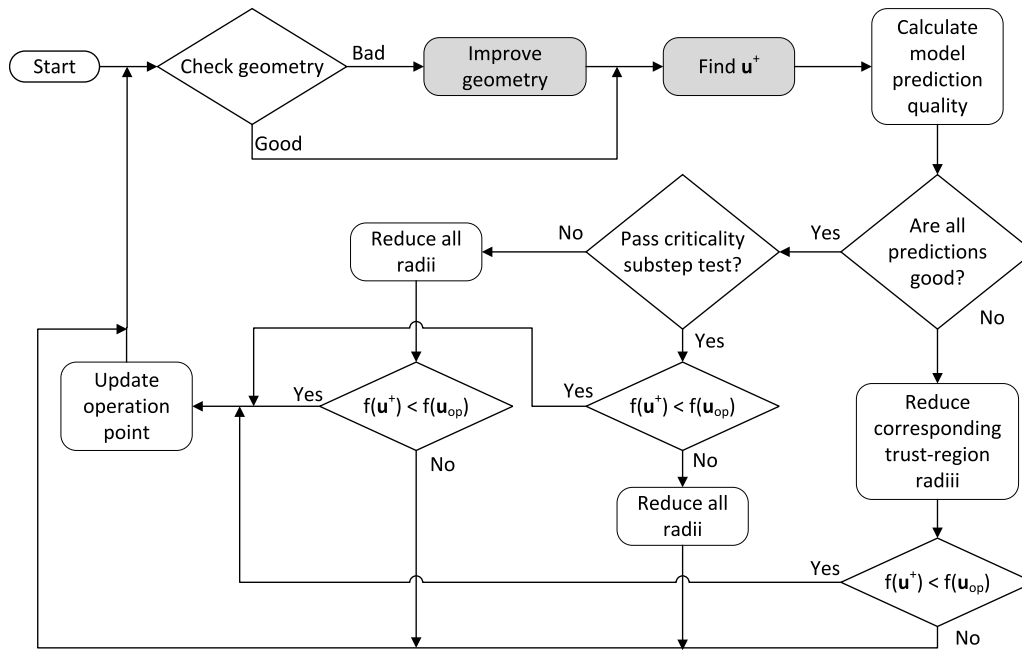 Start
Check geometry
Bad
Good
Improve
geometry
Find u⁺
Calculate
model
prediction
quality
Are all
predictions
good?
Yes
No
Pass criticality
substep test?
No
Yes
Reduce all
radii
f(u⁺) < f(uₒₚ)
Yes
No
f(u⁺) < f(uₒₚ)
Yes
No
Reduce all
radii
Reduce
corresponding
trust-region
radiii
f(u⁺) < f(uₒₚ)
Yes
No
Update
operation
point